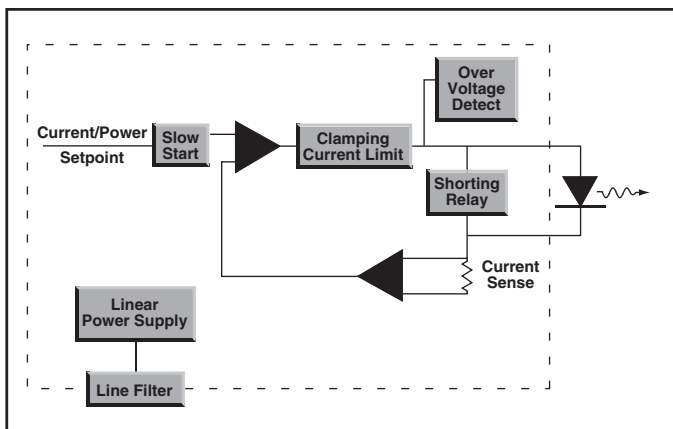 Over
Voltage
Detect
Current/Power
Setpoint
Slow
Start
Clamping
Current Limit
Shorting
Relay
Current
Sense
Linear
Power Supply
Line Filter